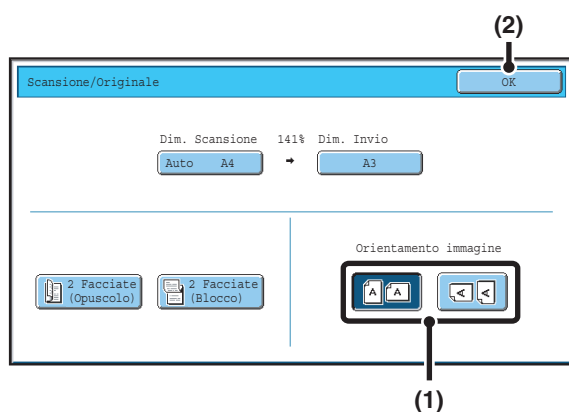 (2)
Scansione/Originale
OK
Dim. Scansione 141% Dim. Invio
Auto A4 → A3
Orientamento immagine
2 Facciate
(Opuscolo)
2 Facciate
(Blocco)
A A A A
(1)